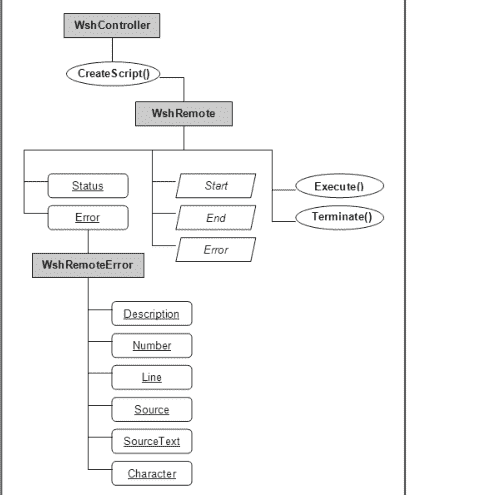 WshController
CreateScript()
WshRemote
Status
Start
Execute()
Error
End
Terminate()
Error
WshRemoteError
Description
Number
Line
Source
SourceText
Character